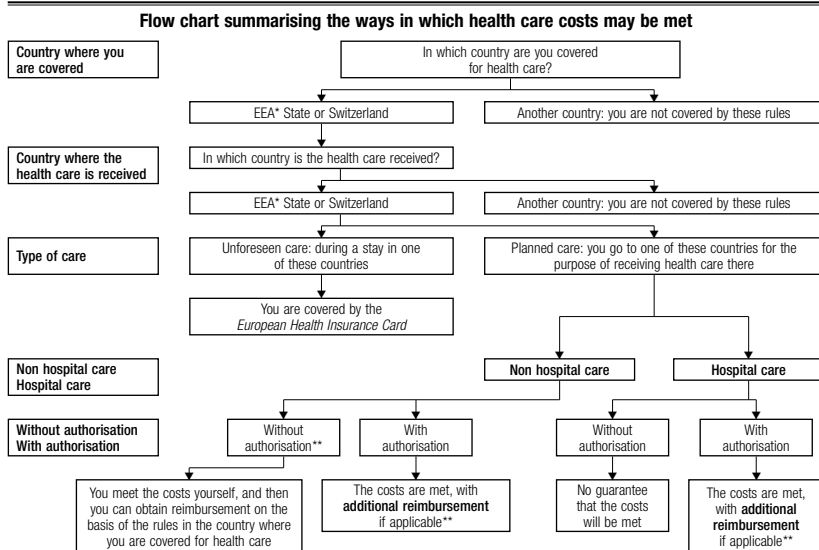 Flow chart summarising the ways in which health care costs may be met
Country where you
are covered
In which country are you covered
for health care?
EEA* State or Switzerland
Another country: you are not covered by these rules
Country where the
health care is received
In which country is the health care received?
EEA* State or Switzerland
Another country: you are not covered by these rules
Type of care
Unforeseen care: during a stay in one
of these countries
Planned care: you go to one of these countries for the
purpose of receiving health care there
You are covered by the
European Health Insurance Card
Non hospital care
Hospital care
Non hospital care
Hospital care
Without authorisation
With authorisation
Without
authorisation**
With
authorisation
Without
authorisation
With
authorisation
You meet the costs yourself, and then
you can obtain reimbursement on the
basis of the rules in the country where
you are covered for health care
The costs are met, with
additional reimbursement
if applicable**
No guarantee
that the costs
will be met
The costs are met,
with additional
reimbursement
if applicable**